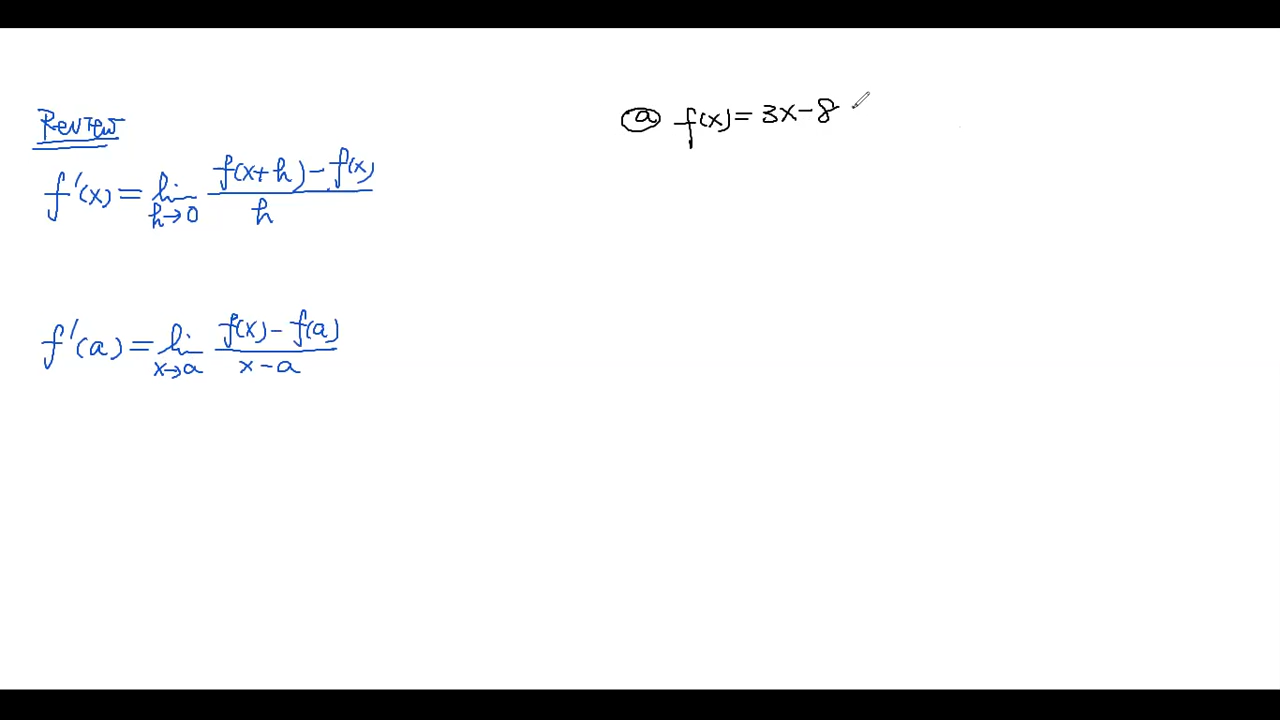 Review
f'(x) = lim h→0 f(x+h) - f(x) / h
f'(a) = lim x→a f(x) - f(a) / x - a
ⓐ f(x) = 3x - 8